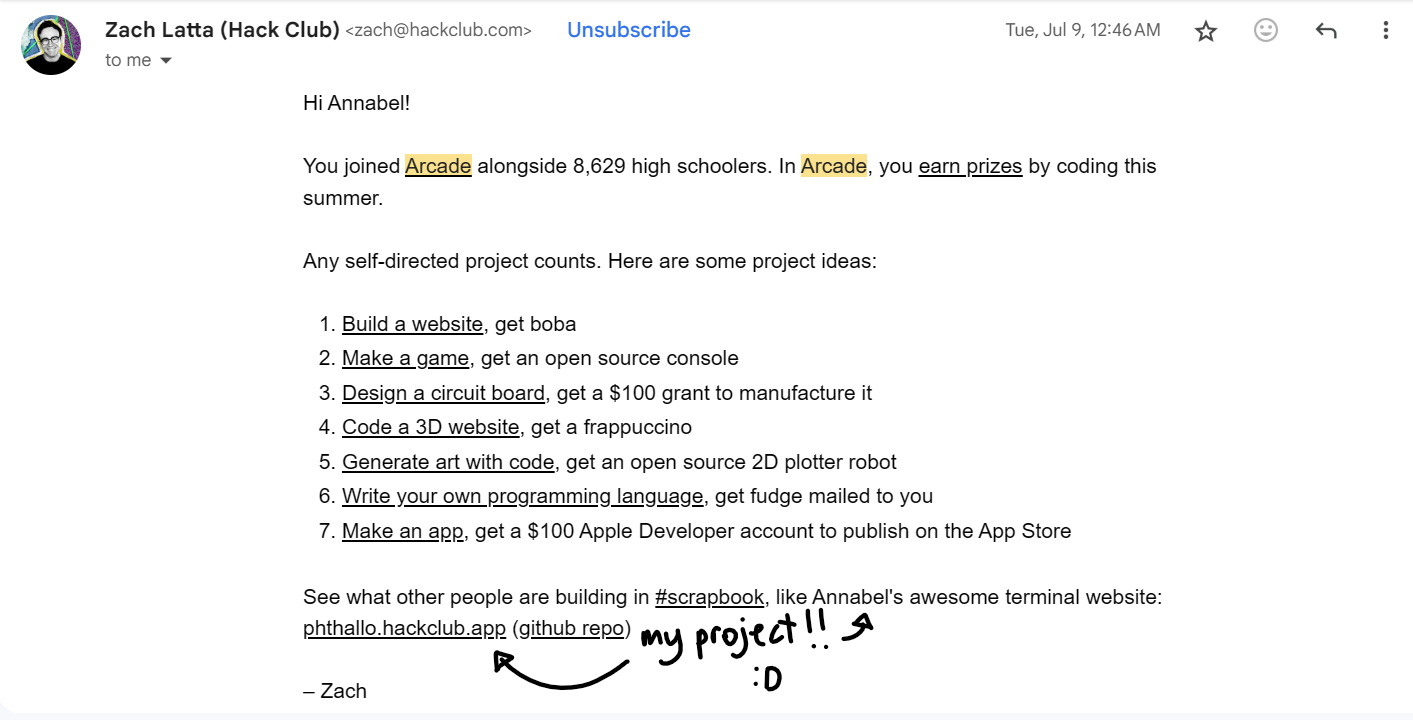 Zach Latta (Hack Club) <zach@hackclub.com> Unsubscribe Tue, Jul 9, 12:46 AM
to me
Hi Annabel!
You joined Arcade alongside 8,629 high schoolers. In Arcade, you earn prizes by coding this
summer.
Any self-directed project counts. Here are some project ideas:
1. Build a website, get boba
2. Make a game, get an open source console
3. Design a circuit board, get a $100 grant to manufacture it
4. Code a 3D website, get a frappuccino
5. Generate art with code, get an open source 2D plotter robot
6. Write your own programming language, get fudge mailed to you
7. Make an app, get a $100 Apple Developer account to publish on the App Store
See what other people are building in #scrapbook, like Annabel's awesome terminal website:
phthallo.hackclub.app (github repo) my project!!
:D
– Zach